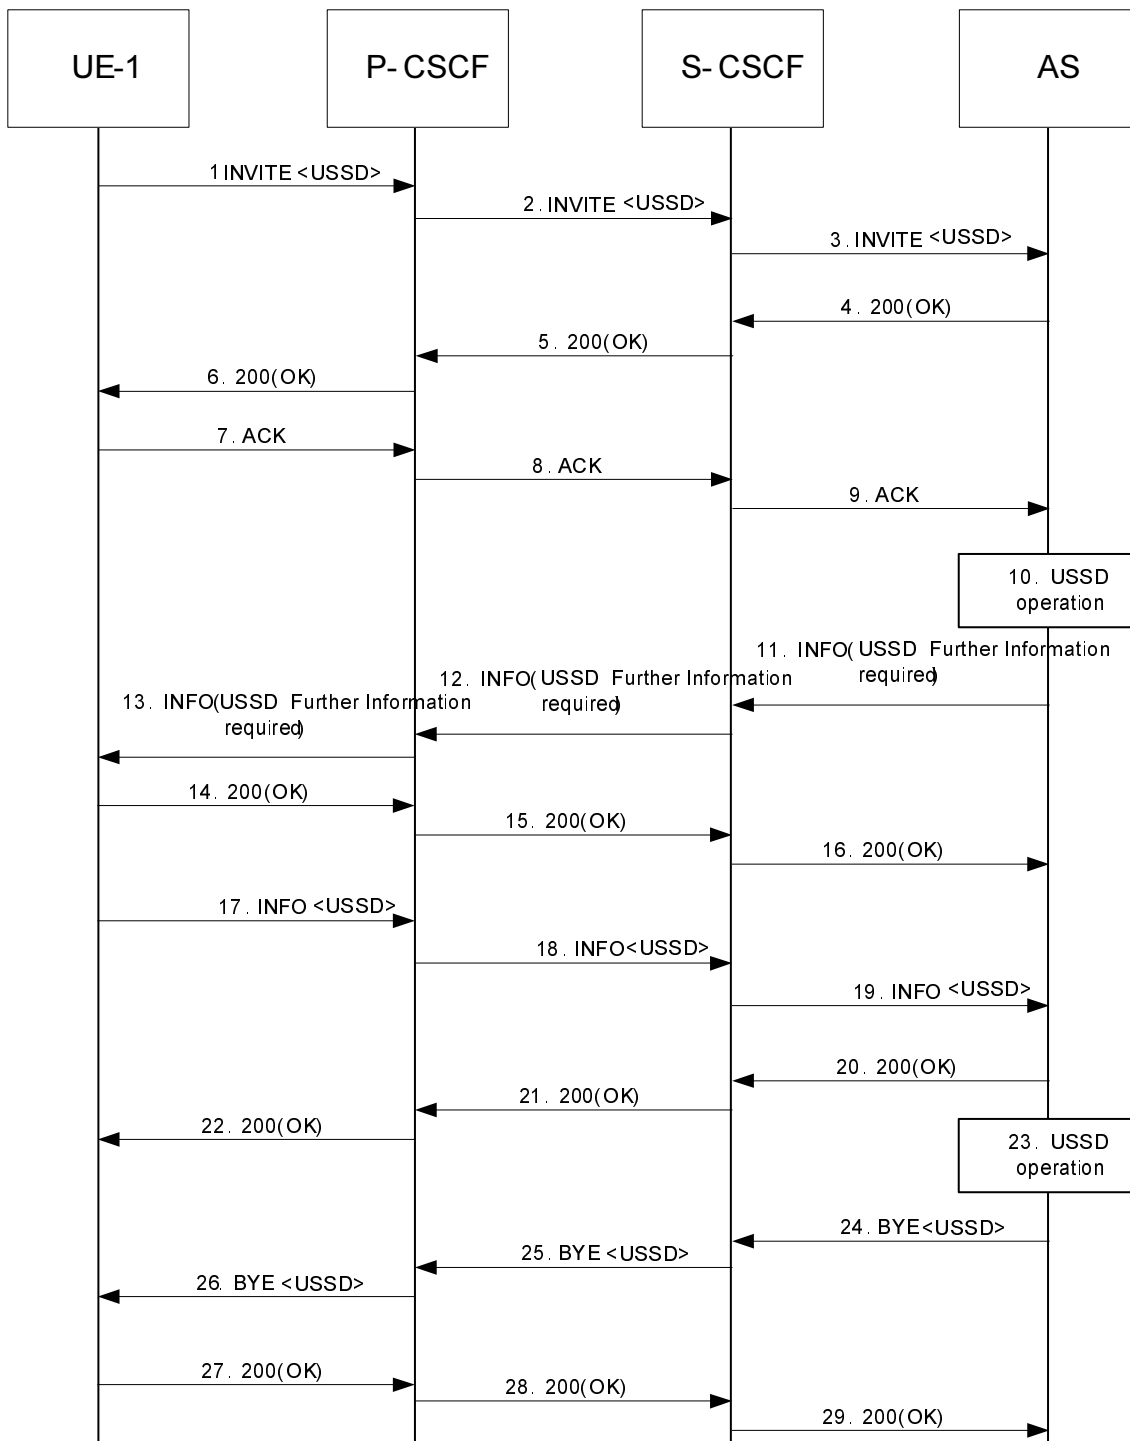 UE-1
P-CSCF
S-CSCF
AS
1 INVITE <USSD>
2. INVITE <USSD>
3. INVITE <USSD>
4. 200(OK)
5. 200(OK)
6. 200(OK)
7. ACK
8. ACK
9. ACK
10. USSD
operation
11. INFO( USSD Further Information
required)
12. INFO( USSD Further Information
required)
13. INFO(USSD Further Information
required)
14. 200(OK)
15. 200(OK)
16. 200(OK)
17. INFO <USSD>
18. INFO<USSD>
19. INFO <USSD>
20. 200(OK)
21. 200(OK)
22. 200(OK)
23. USSD
operation
24. BYE<USSD>
25. BYE <USSD>
26. BYE <USSD>
27. 200(OK)
28. 200(OK)
29. 200(OK)